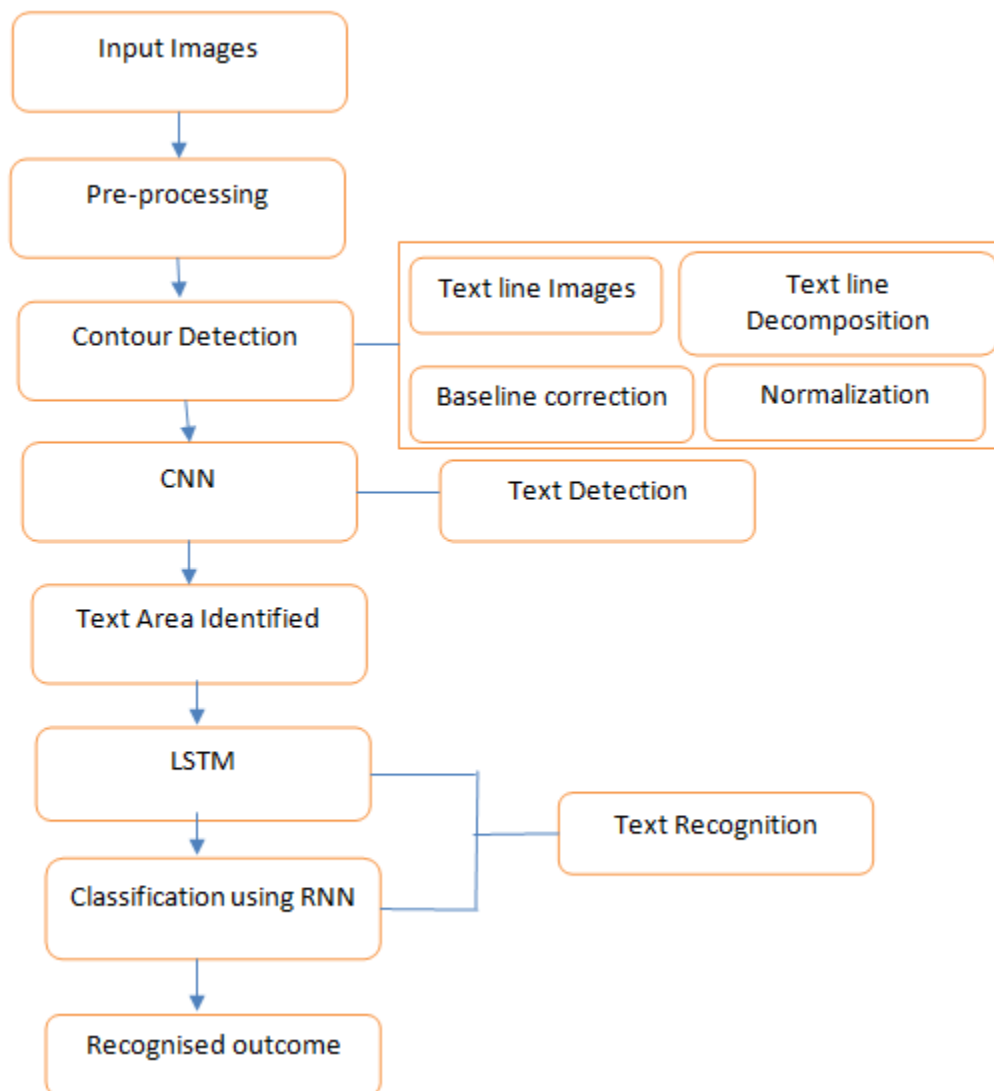 Input Images
Pre-processing
Contour Detection
Text line Images
Text line
Decomposition
Baseline correction
Normalization
CNN
Text Detection
Text Area Identified
LSTM
Text Recognition
Classification using RNN
Recognised outcome